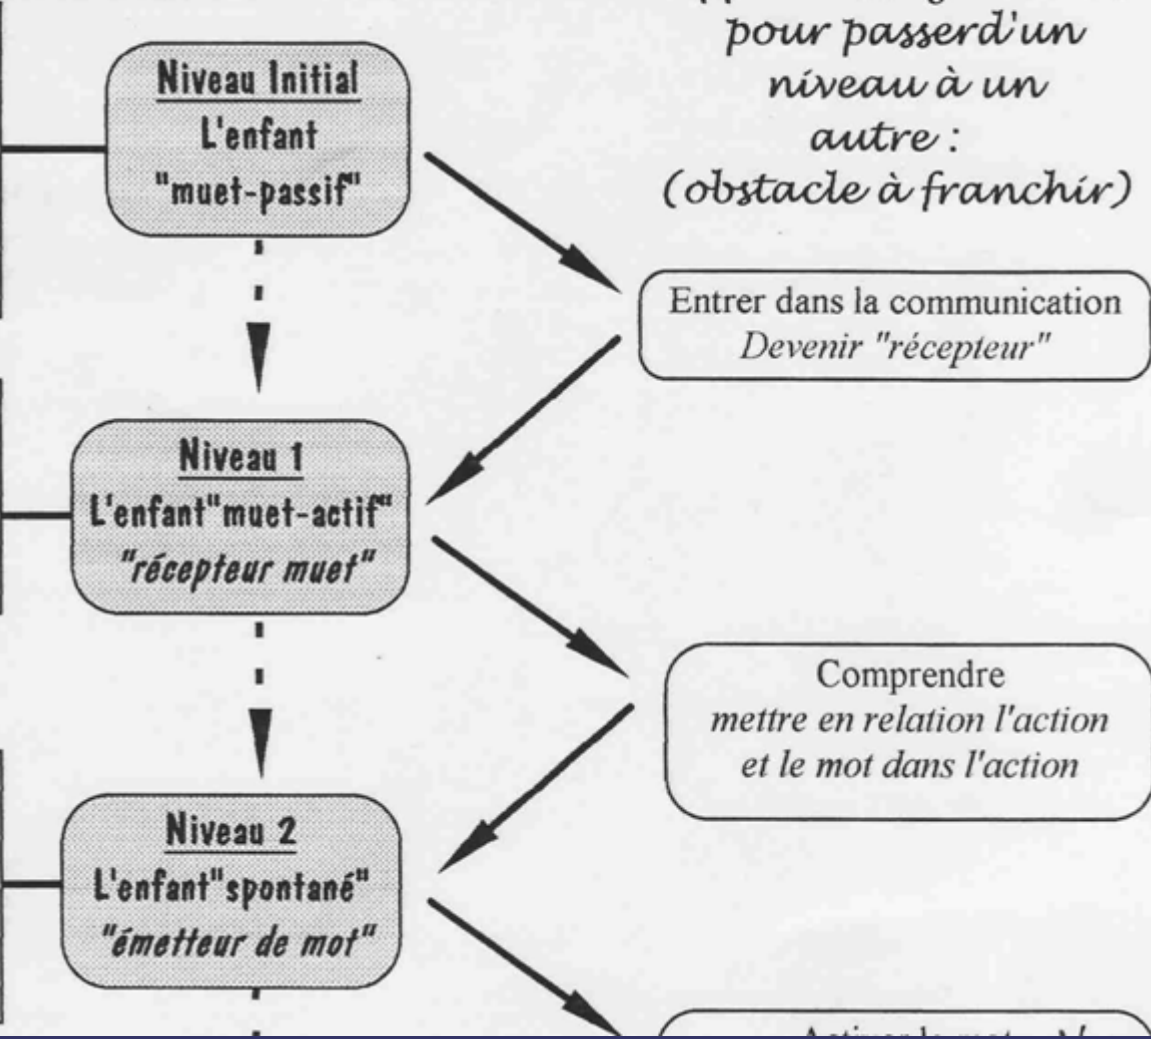 pour passerd'un
niveau à un
autre :
(obstacle à franchir)
Niveau Initial
L'enfant
"muet-passif"
Entrer dans la communication
Devenir "récepteur"
Niveau 1
L'enfant"muet-actif"
"récepteur muet"
Comprendre
mettre en relation l'action
et le mot dans l'action
Niveau 2
L'enfant"spontané"
"émetteur de mot"